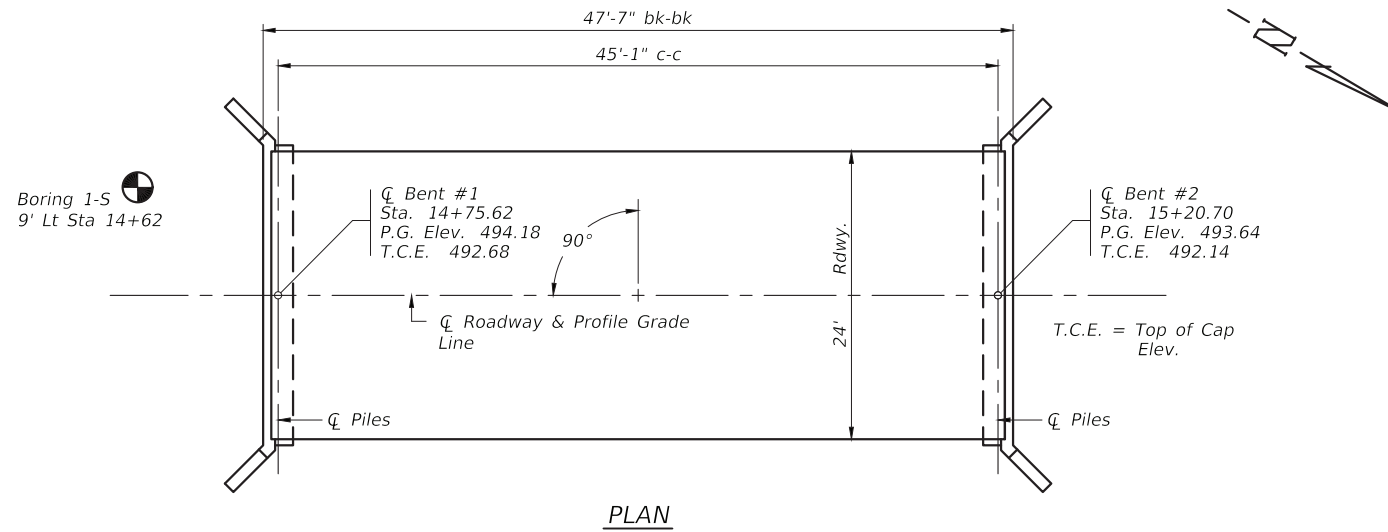 47'-7" bk-bk
45'-1" c-c
N
Boring 1-S
9' Lt Sta 14+62
℄ Bent #1
Sta. 14+75.62
P.G. Elev. 494.18
T.C.E. 492.68
90°
24' Rdwy.
℄ Bent #2
Sta. 15+20.70
P.G. Elev. 493.64
T.C.E. 492.14
℄ Roadway & Profile Grade
Line
T.C.E. = Top of Cap
Elev.
℄ Piles
℄ Piles
PLAN